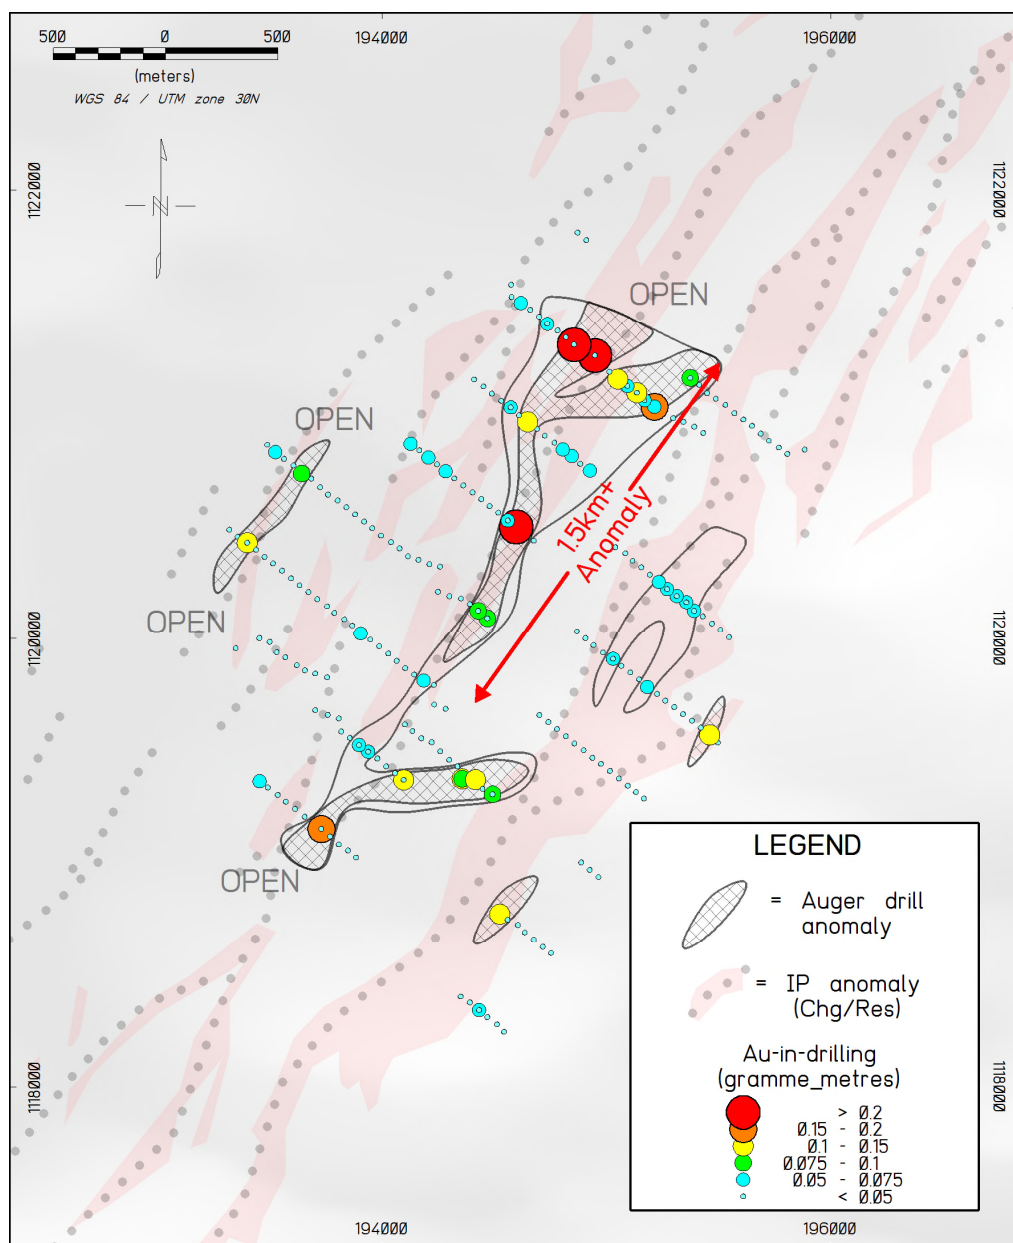 500 0 500
(meters)
WGS 84 / UTM zone 30N
194000
196000
1122000
1122000
N
OPEN
OPEN
1.5km+
Anomaly
OPEN
1120000
1120000
OPEN
LEGEND
= Auger drill
anomaly
= IP anomaly
(Chg/Res)
Au-in-drilling
(gramme_metres)
> 0.2
0.15 - 0.2
0.1 - 0.15
0.075 - 0.1
0.05 - 0.075
< 0.05
1118000
1118000
194000
196000